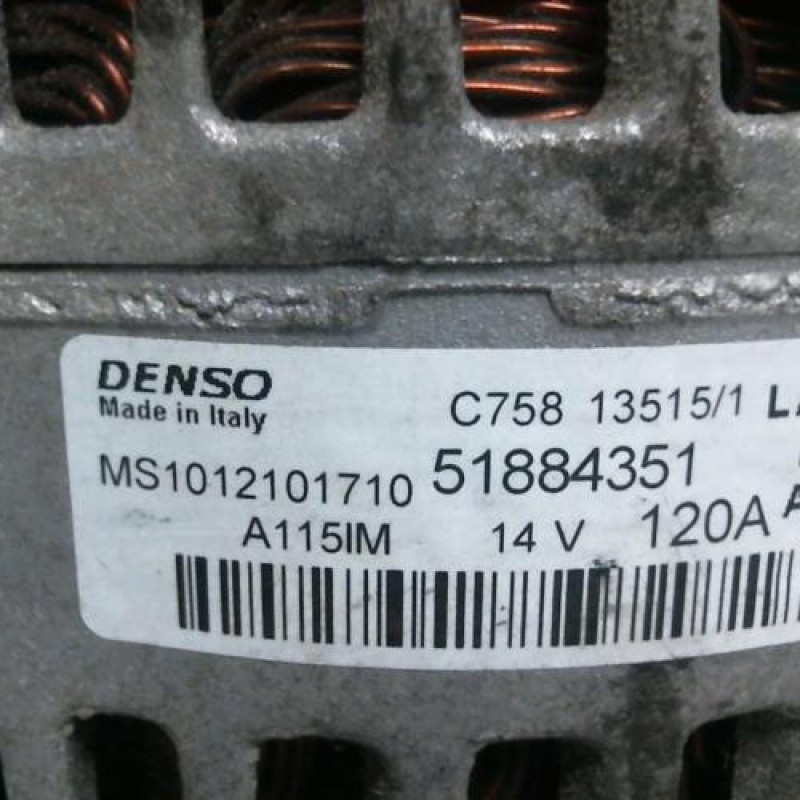 DENSO
Made in Italy
C758 13515/1
MS1012101710 51884351
A115IM 14 V 120A